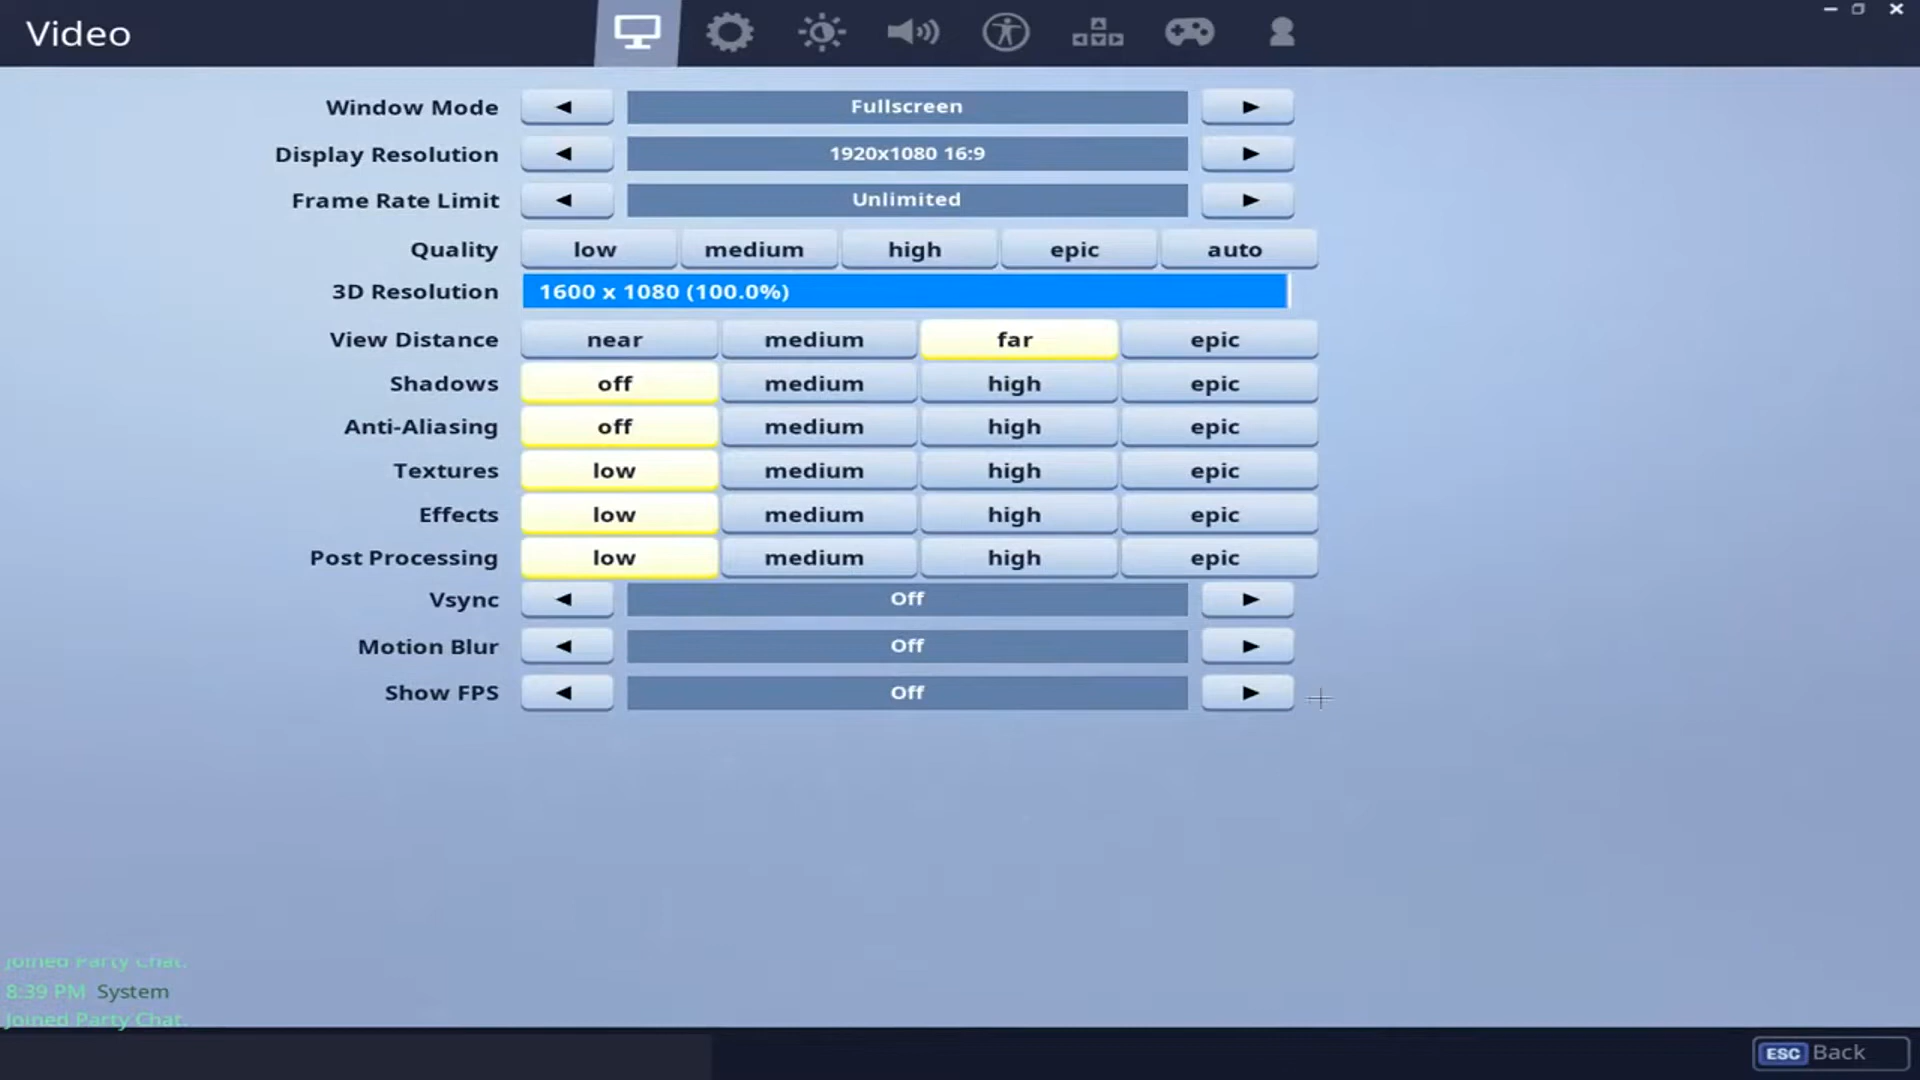 Video
Window Mode Fullscreen
Display Resolution 1920x1080 16:9
Frame Rate Limit Unlimited
Quality low medium high epic auto
3D Resolution 1600 x 1080 (100.0%)
View Distance near medium far epic
Shadows off medium high epic
Anti-Aliasing off medium high epic
Textures low medium high epic
Effects low medium high epic
Post Processing low medium high epic
Vsync Off
Motion Blur Off
Show FPS Off
Joined Party Chat.
8:39 PM System
Joined Party Chat.
ESC Back